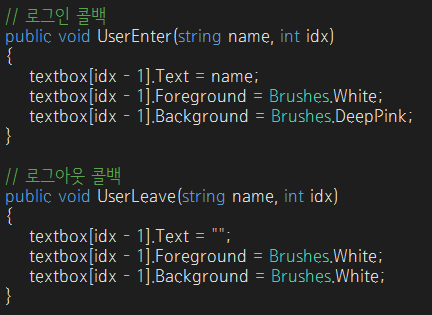 // 로그인 콜백
public void UserEnter(string name, int idx)
{
textbox[idx - 1].Text = name;
textbox[idx - 1].Foreground = Brushes.White;
textbox[idx - 1].Background = Brushes.DeepPink;
}
// 로그아웃 콜백
public void UserLeave(string name, int idx)
{
textbox[idx - 1].Text = "";
textbox[idx - 1].Foreground = Brushes.White;
textbox[idx - 1].Background = Brushes.White;
}